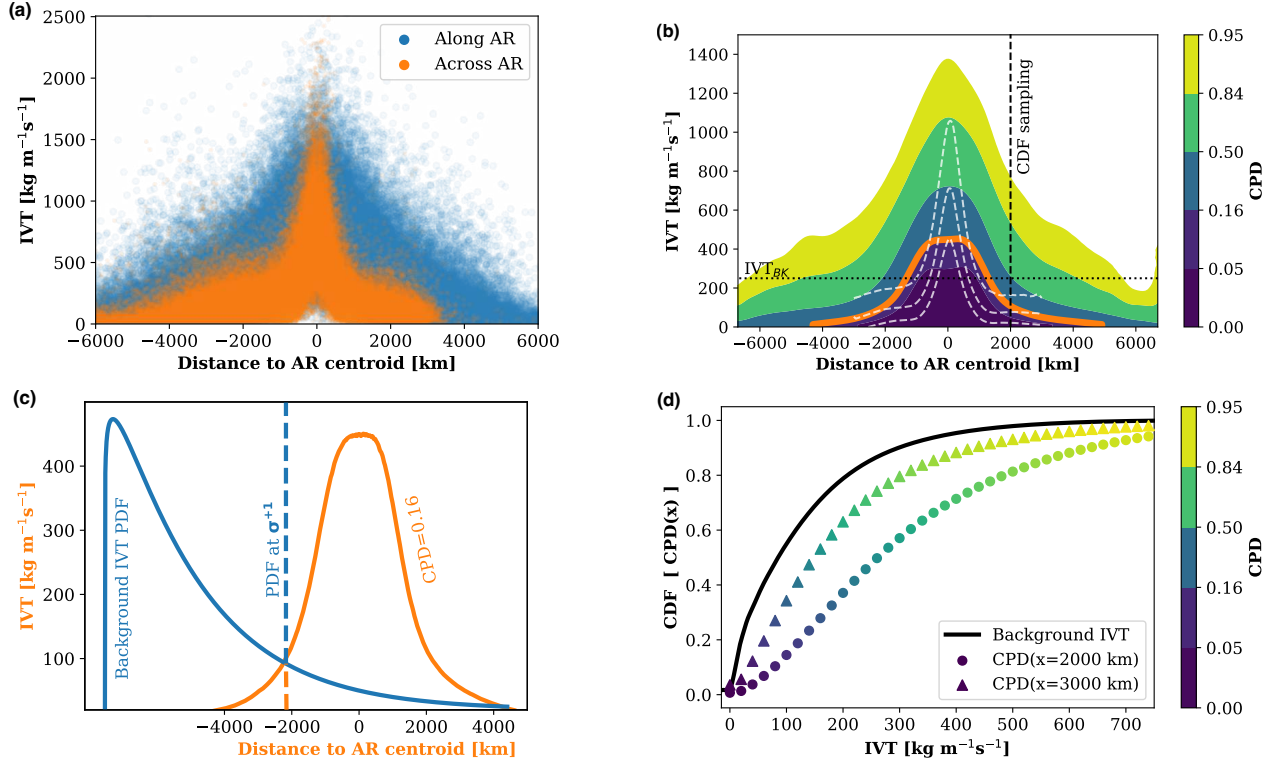 (a)
2500
2000
1500
1000
500
0
IVT [kg m⁻¹s⁻¹]
Along AR
Across AR
−6000 −4000 −2000 0 2000 4000 6000
Distance to AR centroid [km]
(b)
1400
1200
1000
800
600
400
200
0
IVT [kg m⁻¹s⁻¹]
IVT_BK
CDF sampling
−6000 −4000 −2000 0 2000 4000 6000
Distance to AR centroid [km]
0.95
0.84
0.50
0.16
0.05
0.00
CPD
(c)
400
300
200
100
IVT [kg m⁻¹s⁻¹]
Background IVT PDF
PDF at σ⁺¹
CPD=0.16
−4000 −2000 0 2000 4000
Distance to AR centroid [km]
(d)
1.0
0.8
0.6
0.4
0.2
0.0
CDF [ CPD(x) ]
Background IVT
CPD(x=2000 km)
CPD(x=3000 km)
0 100 200 300 400 500 600 700
IVT [kg m⁻¹s⁻¹]
0.95
0.84
0.50
0.16
0.05
0.00
CPD